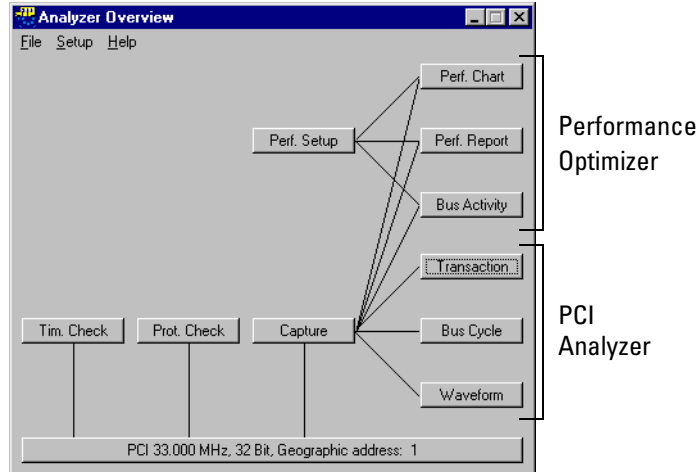 Analyzer Overview
File Setup Help
Perf. Chart
Perf. Setup
Perf. Report
Bus Activity
Performance
Optimizer
Transaction
Tim. Check
Prot. Check
Capture
Bus Cycle
Waveform
PCI
Analyzer
PCI 33.000 MHz, 32 Bit, Geographic address: 1